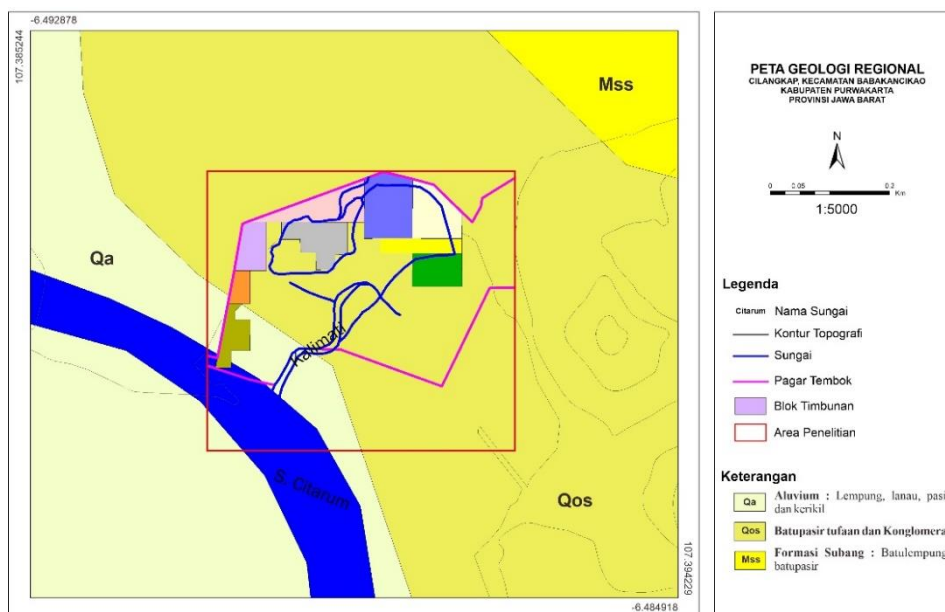 -6.492878
107.385244
Mss
Qa
Kalimati
S. Citarum
Qos
107.394229
-6.484918
PETA GEOLOGI REGIONAL
CILANGKAP, KECAMATAN BABAKANCIKAO
KABUPATEN PURWAKARTA
PROVINSI JAWA BARAT
N
0 0.05 0.2
Km
1:5000
Legenda
Citarum Nama Sungai
Kontur Topografi
Sungai
Pagar Tembok
Blok Timbunan
Area Penelitian
Keterangan
Qa Aluvium : Lempung, lanau, pasi
dan kerikil
Qos Batupasir tufaan dan Konglomera
Mss Formasi Subang : Batulempung
batupasir